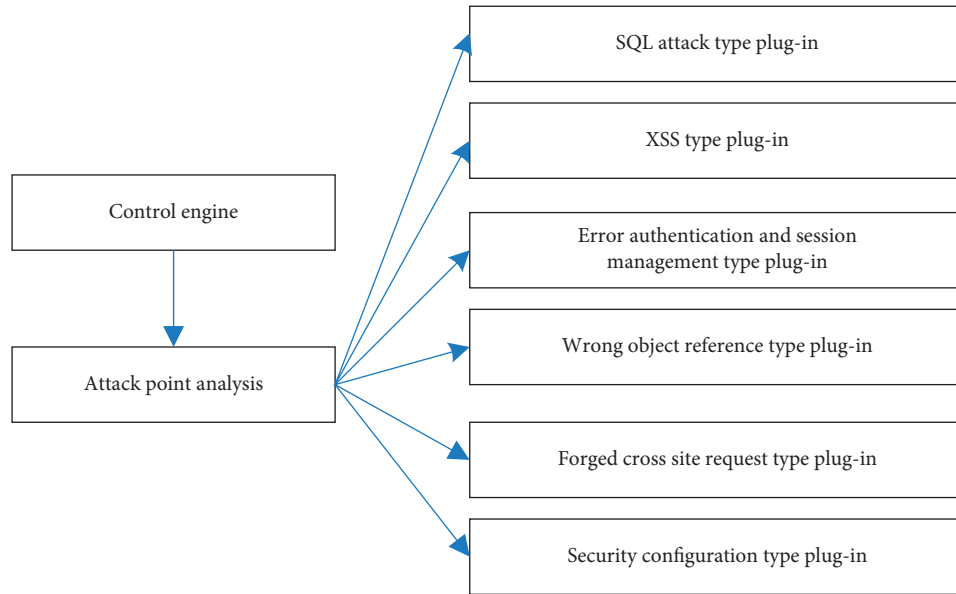 SQL attack type plug-in
XSS type plug-in
Control engine
Error authentication and session
management type plug-in
Wrong object reference type plug-in
Attack point analysis
Forged cross site request type plug-in
Security configuration type plug-in